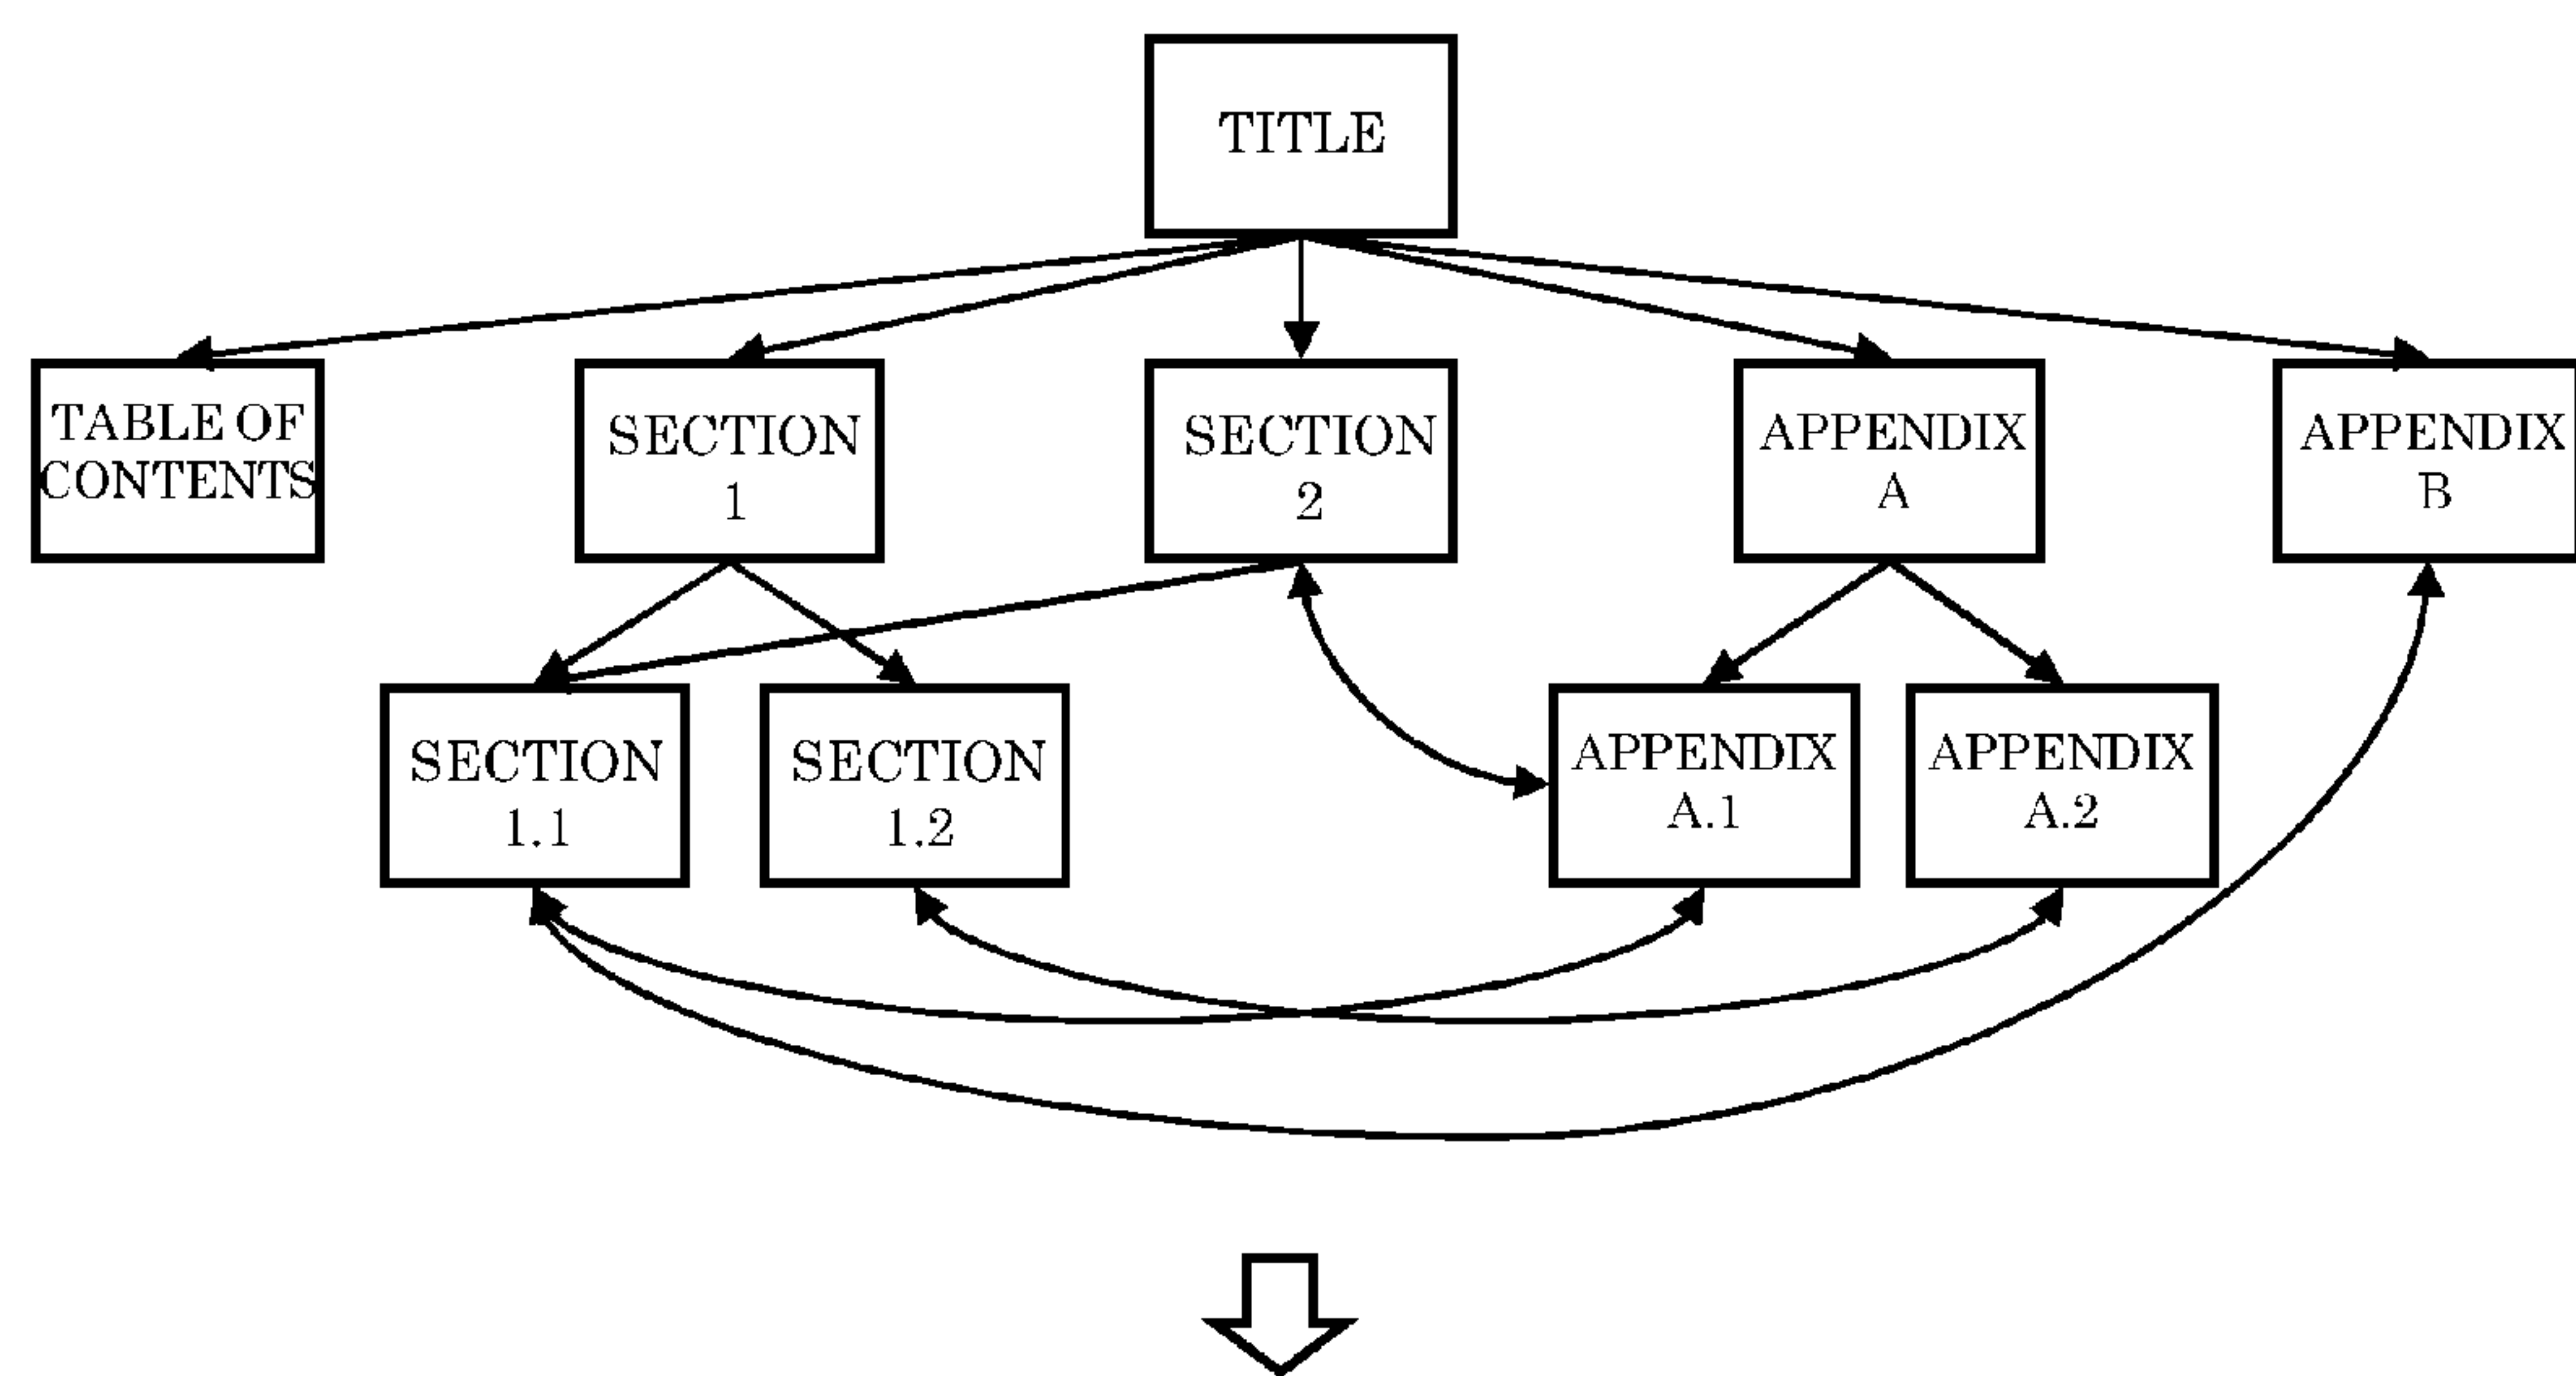 TITLE
TABLE OF
CONTENTS
SECTION
1
SECTION
2
APPENDIX
A
APPENDIX
B
SECTION
1.1
SECTION
1.2
APPENDIX
A.1
APPENDIX
A.2